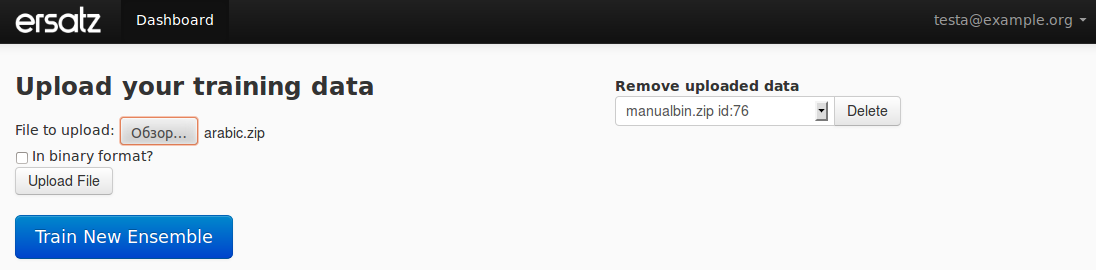 ersatz Dashboard testa@example.org
Upload your training data
File to upload: Обзор... arabic.zip
In binary format?
Upload File
Train New Ensemble
Remove uploaded data
manualbin.zip id:76 Delete